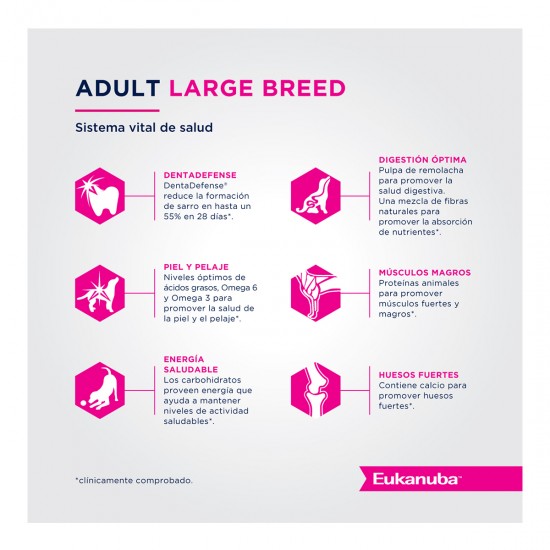 ADULT LARGE BREED
Sistema vital de salud
DENTADEFENSE
DentaDefense®
reduce la formación
de sarro en hasta un
55% en 28 días*.
DIGESTIÓN ÓPTIMA
Pulpa de remolacha
para promover la
salud digestiva.
Una mezcla de fibras
naturales para
promover la absorción
de nutrientes*.
PIEL Y PELAJE
Niveles óptimos de
ácidos grasos, Omega 6
y Omega 3 para
promover la salud de
la piel y el pelaje*.
MÚSCULOS MAGROS
Proteínas animales
para promover
músculos fuertes y
magros*.
ENERGÍA
SALUDABLE
Los carbohidratos
proveen energía que
ayuda a mantener
niveles de actividad
saludables*.
HUESOS FUERTES
Contiene calcio para
promover huesos
fuertes*.
*clínicamente comprobado.
Eukanuba™